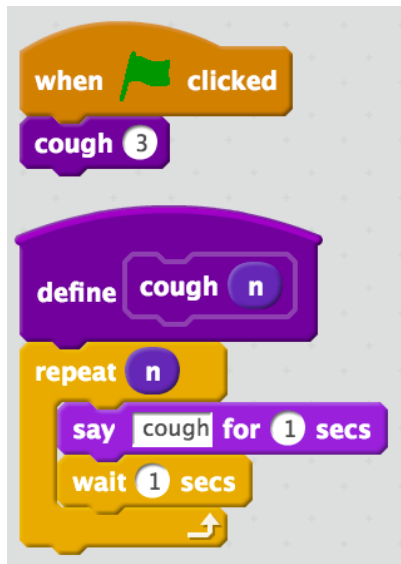 when clicked
cough 3
define cough n
repeat n
say cough for 1 secs
wait 1 secs